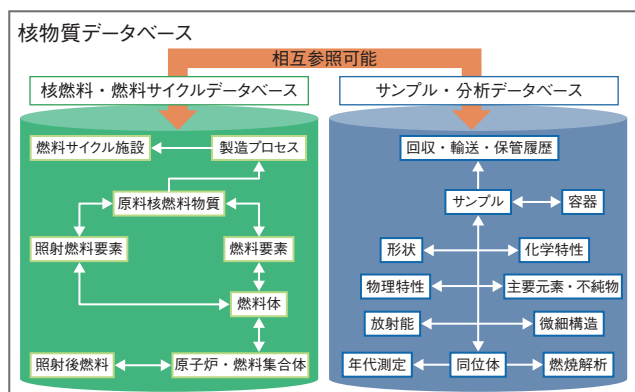 核物質データベース
相互参照可能
核燃料・燃料サイクルデータベース
サンプル・分析データベース
燃料サイクル施設
製造プロセス
原料核燃料物質
照射燃料要素
燃料要素
燃料体
照射後燃料
原子炉・燃料集合体
回収・輸送・保管履歴
サンプル
容器
形状
化学特性
物理特性
主要元素・不純物
放射能
微細構造
年代測定
同位体
燃焼解析